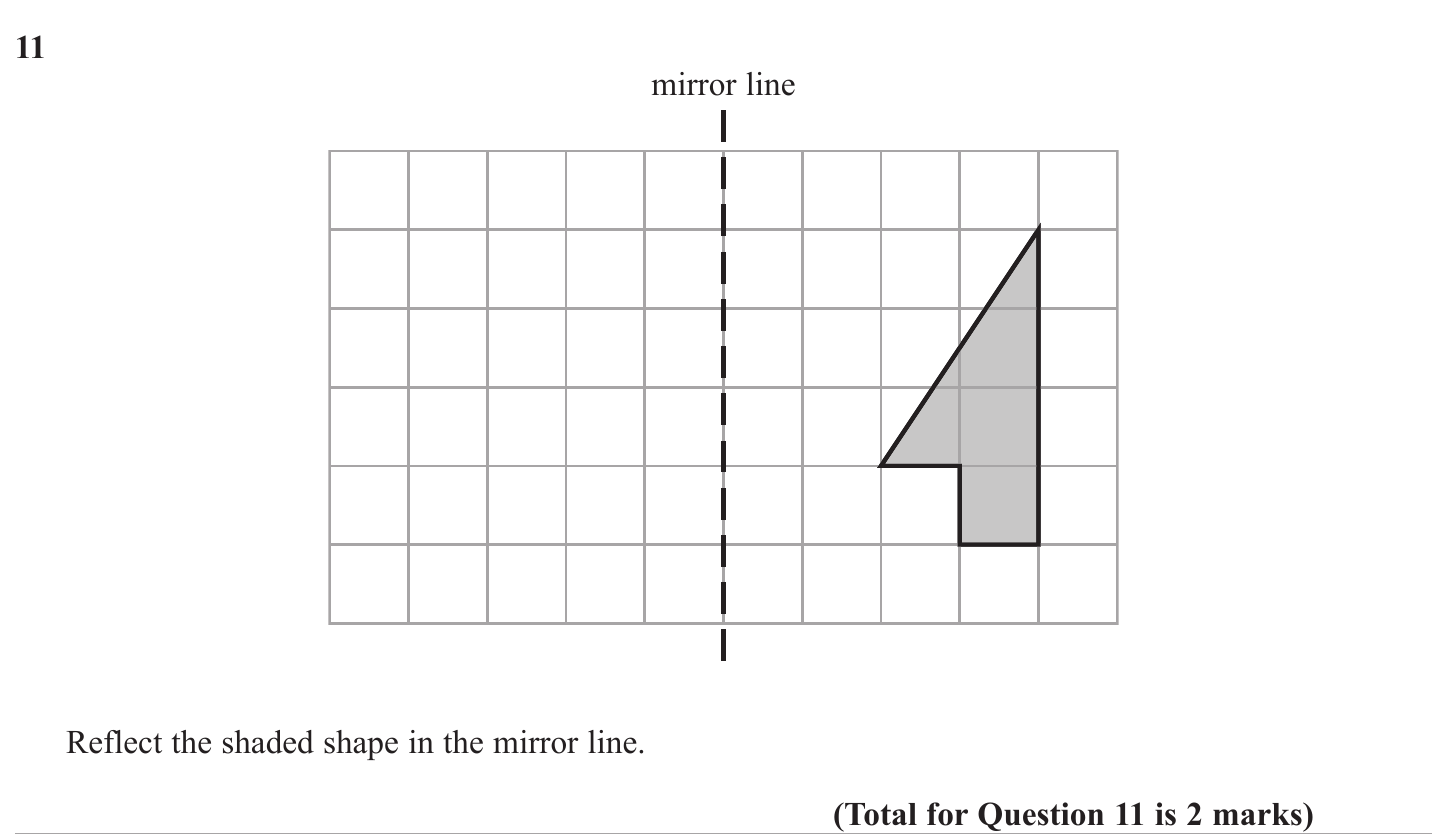 11
mirror line
Reflect the shaded shape in the mirror line.
(Total for Question 11 is 2 marks)